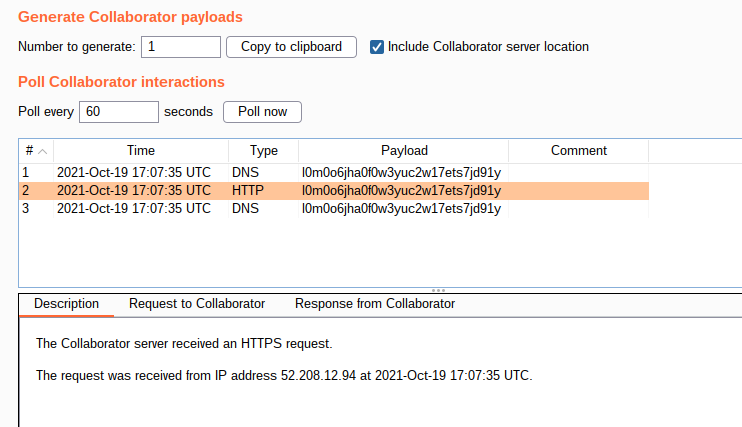 Generate Collaborator payloads
Number to generate: 1 Copy to clipboard Include Collaborator server location
Poll Collaborator interactions
Poll every 60 seconds Poll now
# Time Type Payload Comment
1 2021-Oct-19 17:07:35 UTC DNS l0m0o6jha0f0w3yuc2w17ets7jd91y
2 2021-Oct-19 17:07:35 UTC HTTP l0m0o6jha0f0w3yuc2w17ets7jd91y
3 2021-Oct-19 17:07:35 UTC DNS l0m0o6jha0f0w3yuc2w17ets7jd91y
Description Request to Collaborator Response from Collaborator
The Collaborator server received an HTTPS request.
The request was received from IP address 52.208.12.94 at 2021-Oct-19 17:07:35 UTC.